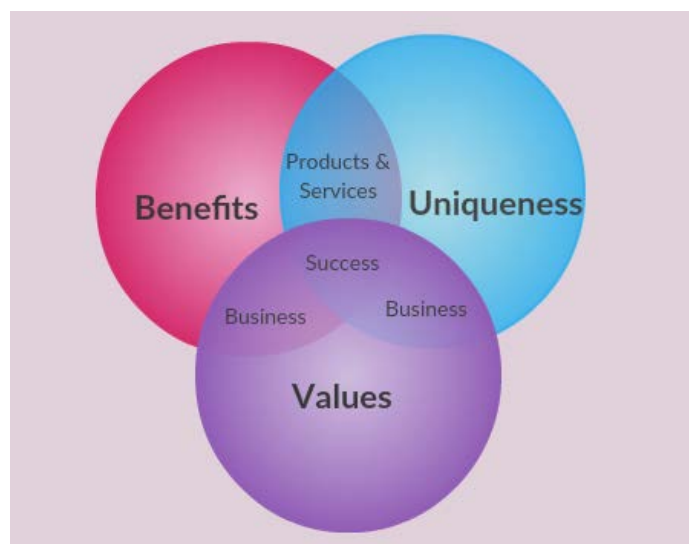 Products &
Services
Benefits
Uniqueness
Success
Business
Business
Values